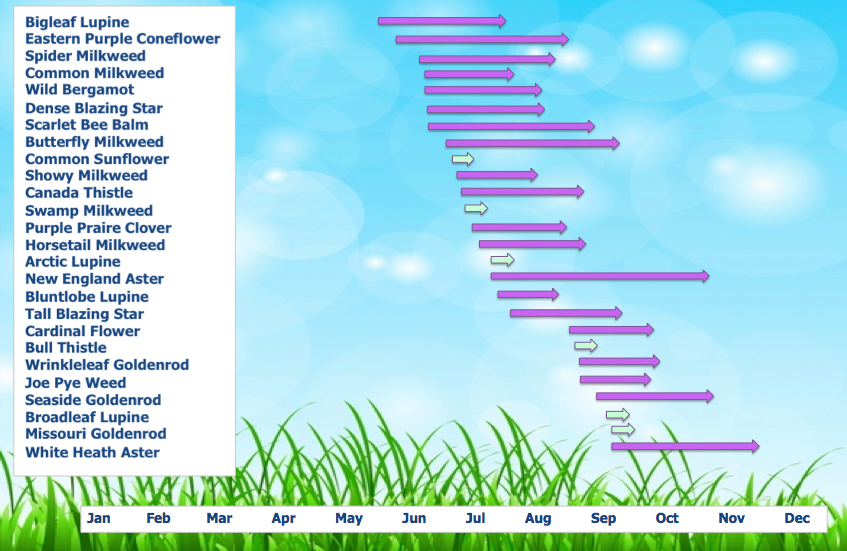 Bigleaf Lupine
Eastern Purple Coneflower
Spider Milkweed
Common Milkweed
Wild Bergamot
Dense Blazing Star
Scarlet Bee Balm
Butterfly Milkweed
Common Sunflower
Showy Milkweed
Canada Thistle
Swamp Milkweed
Purple Praire Clover
Horsetail Milkweed
Arctic Lupine
New England Aster
Bluntlobe Lupine
Tall Blazing Star
Cardinal Flower
Bull Thistle
Wrinkleleaf Goldenrod
Joe Pye Weed
Seaside Goldenrod
Broadleaf Lupine
Missouri Goldenrod
White Heath Aster
Jan Feb Mar Apr May Jun Jul Aug Sep Oct Nov Dec